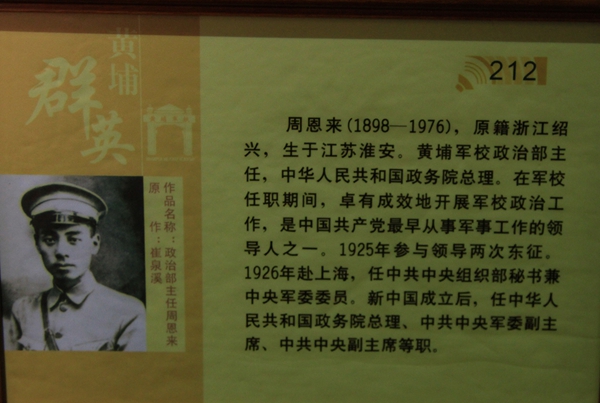 黄埔
群英
212
周恩来(1898—1976)，原籍浙江绍
兴，生于江苏淮安。黄埔军校政治部主
任，中华人民共和国政务院总理。在军校
任职期间，卓有成效地开展军校政治工
作，是中国共产党最早从事军事工作的领
导人之一。1925年参与领导两次东征。
1926年赴上海，任中共中央组织部秘书兼
中央军委委员。新中国成立后，任中华人
民共和国政务院总理、中共中央军委副主
席、中共中央副主席等职。
作品名称：政治部主任周恩来
原作：崔泉溪